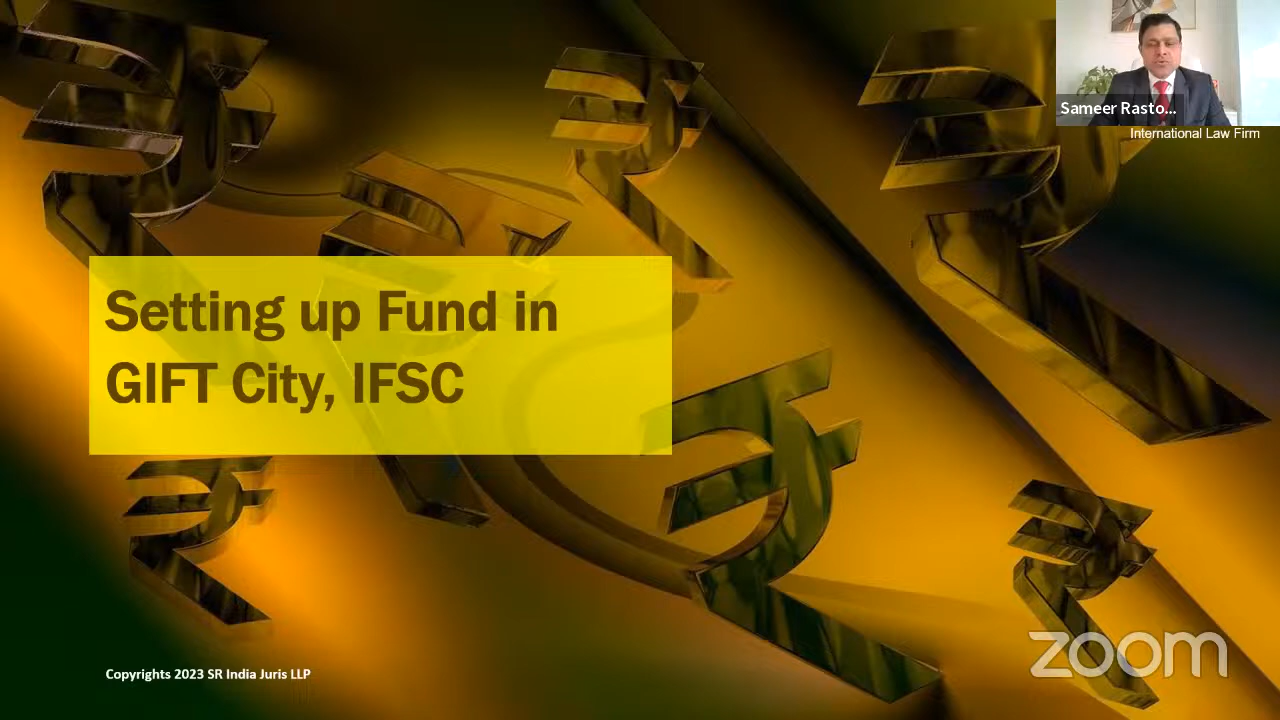 Sameer Rasto...
International Law Firm
Setting up Fund in
GIFT City, IFSC
Copyrights 2023 SR India Juris LLP
zoom